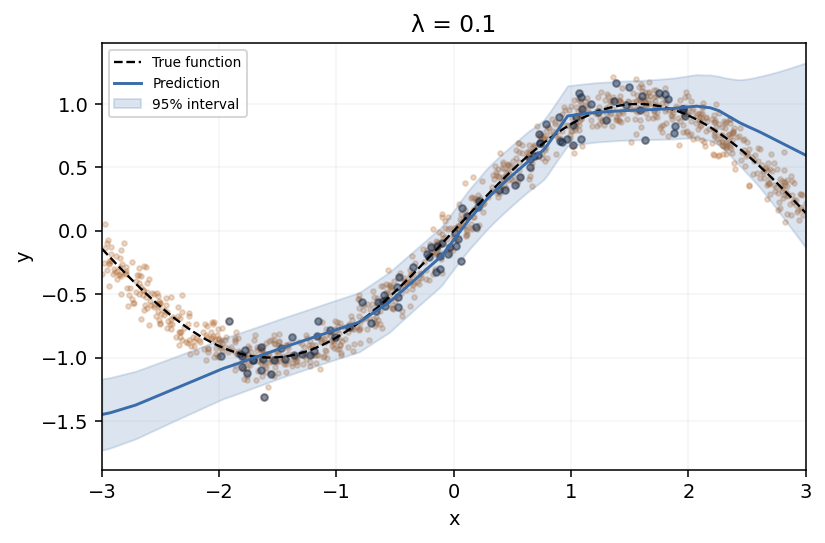 λ = 0.1
True function
Prediction
95% interval
1.0
0.5
0.0
−0.5
−1.0
−1.5
y
−3 −2 −1 0 1 2 3
x